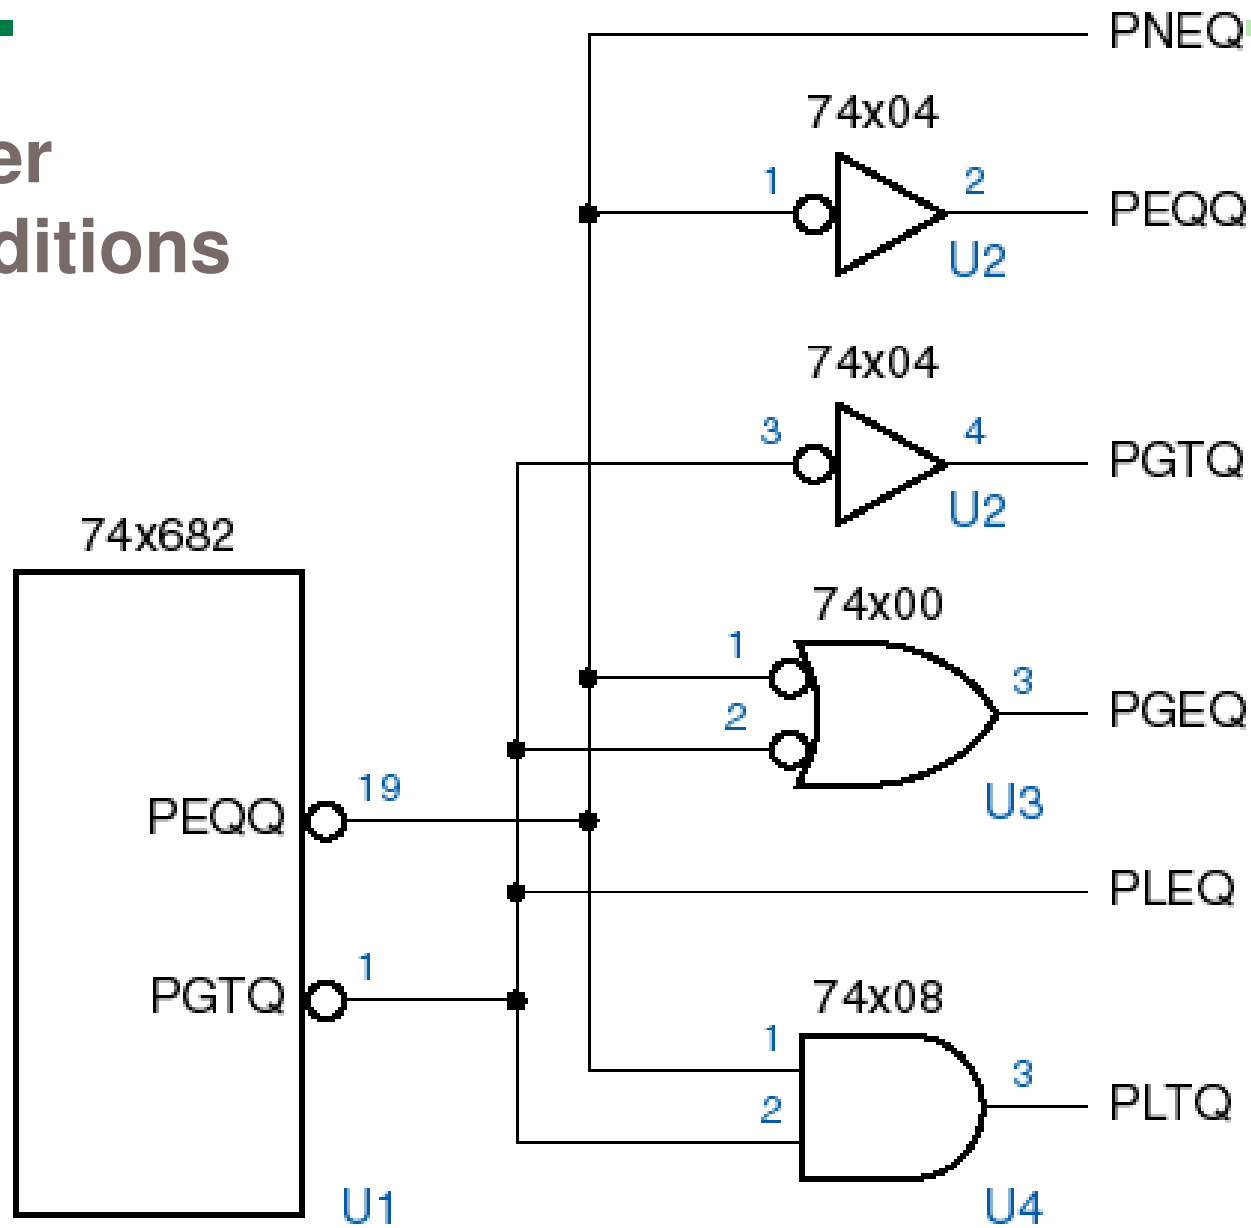 PNEQ
74x04
er
1
2
PEQQ
ditions
U2
74x04
3
4
PGTQ
U2
74x682
74x00
1
3
2
PGEQ
19
U3
PEQQ
PLEQ
1
PGTQ
74x08
1
3
2
PLTQ
U1
U4